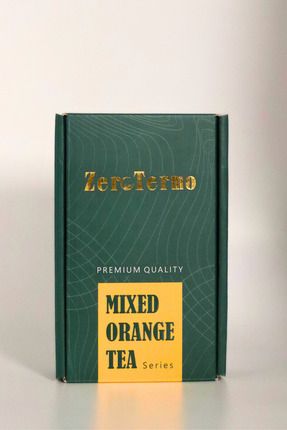 ZeroTermo
PREMIUM QUALITY
MIXED
ORANGE
TEA Series